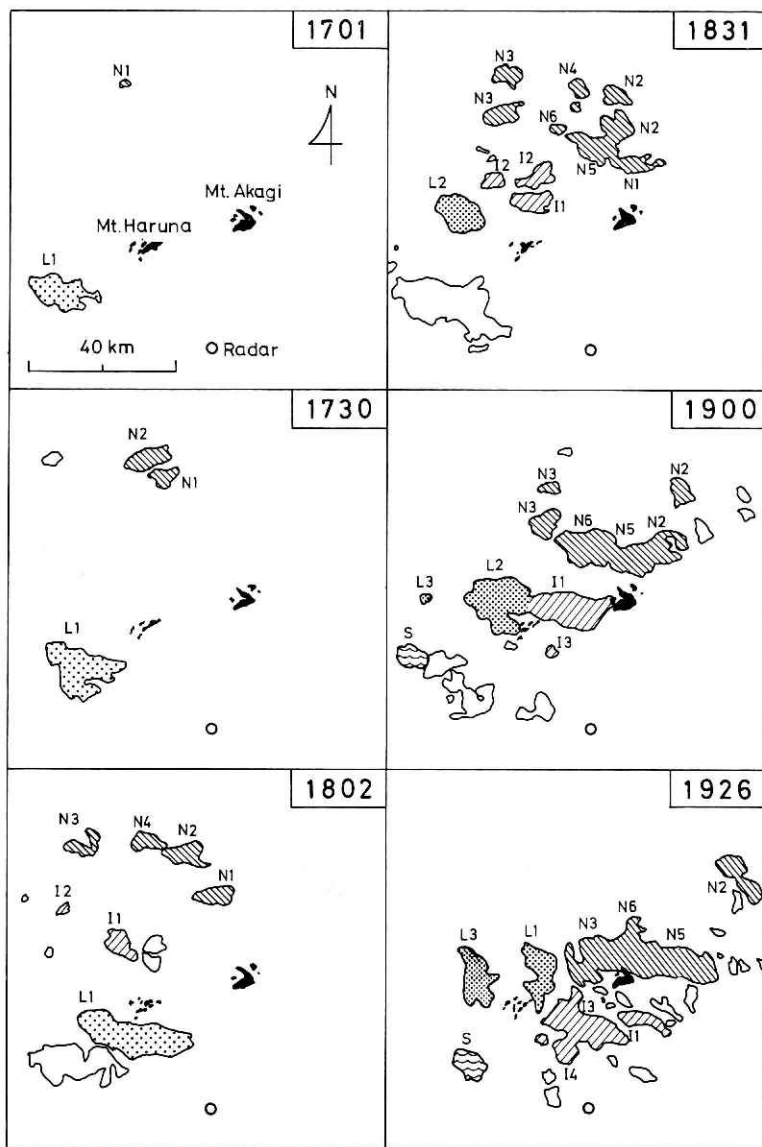 1701
N1
N
Mt. Akagi
Mt. Haruna
L1
40 km
Radar
1730
N2
N1
L1
1802
N3
N4
N2
N1
I2
I1
L1
1831
N3
N4
N2
N3
N6
N2
I2
I2
N5
N1
L2
I1
1900
N3
N2
N3
N6
N5
N2
L2
I1
L3
S
I3
1926
N2
N6
L3
L1
N3
N5
I3
I1
S
I4